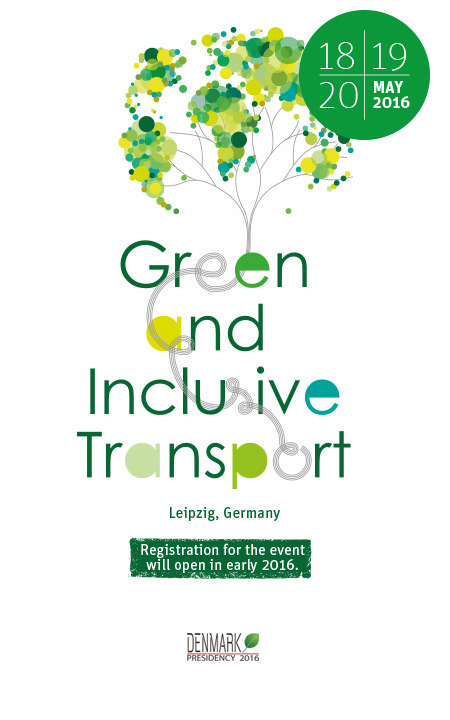 18 19
20 MAY
2016
Green
and
Inclusive
Transport
Leipzig, Germany
Registration for the event
will open in early 2016.
DENMARK
PRESIDENCY 2016